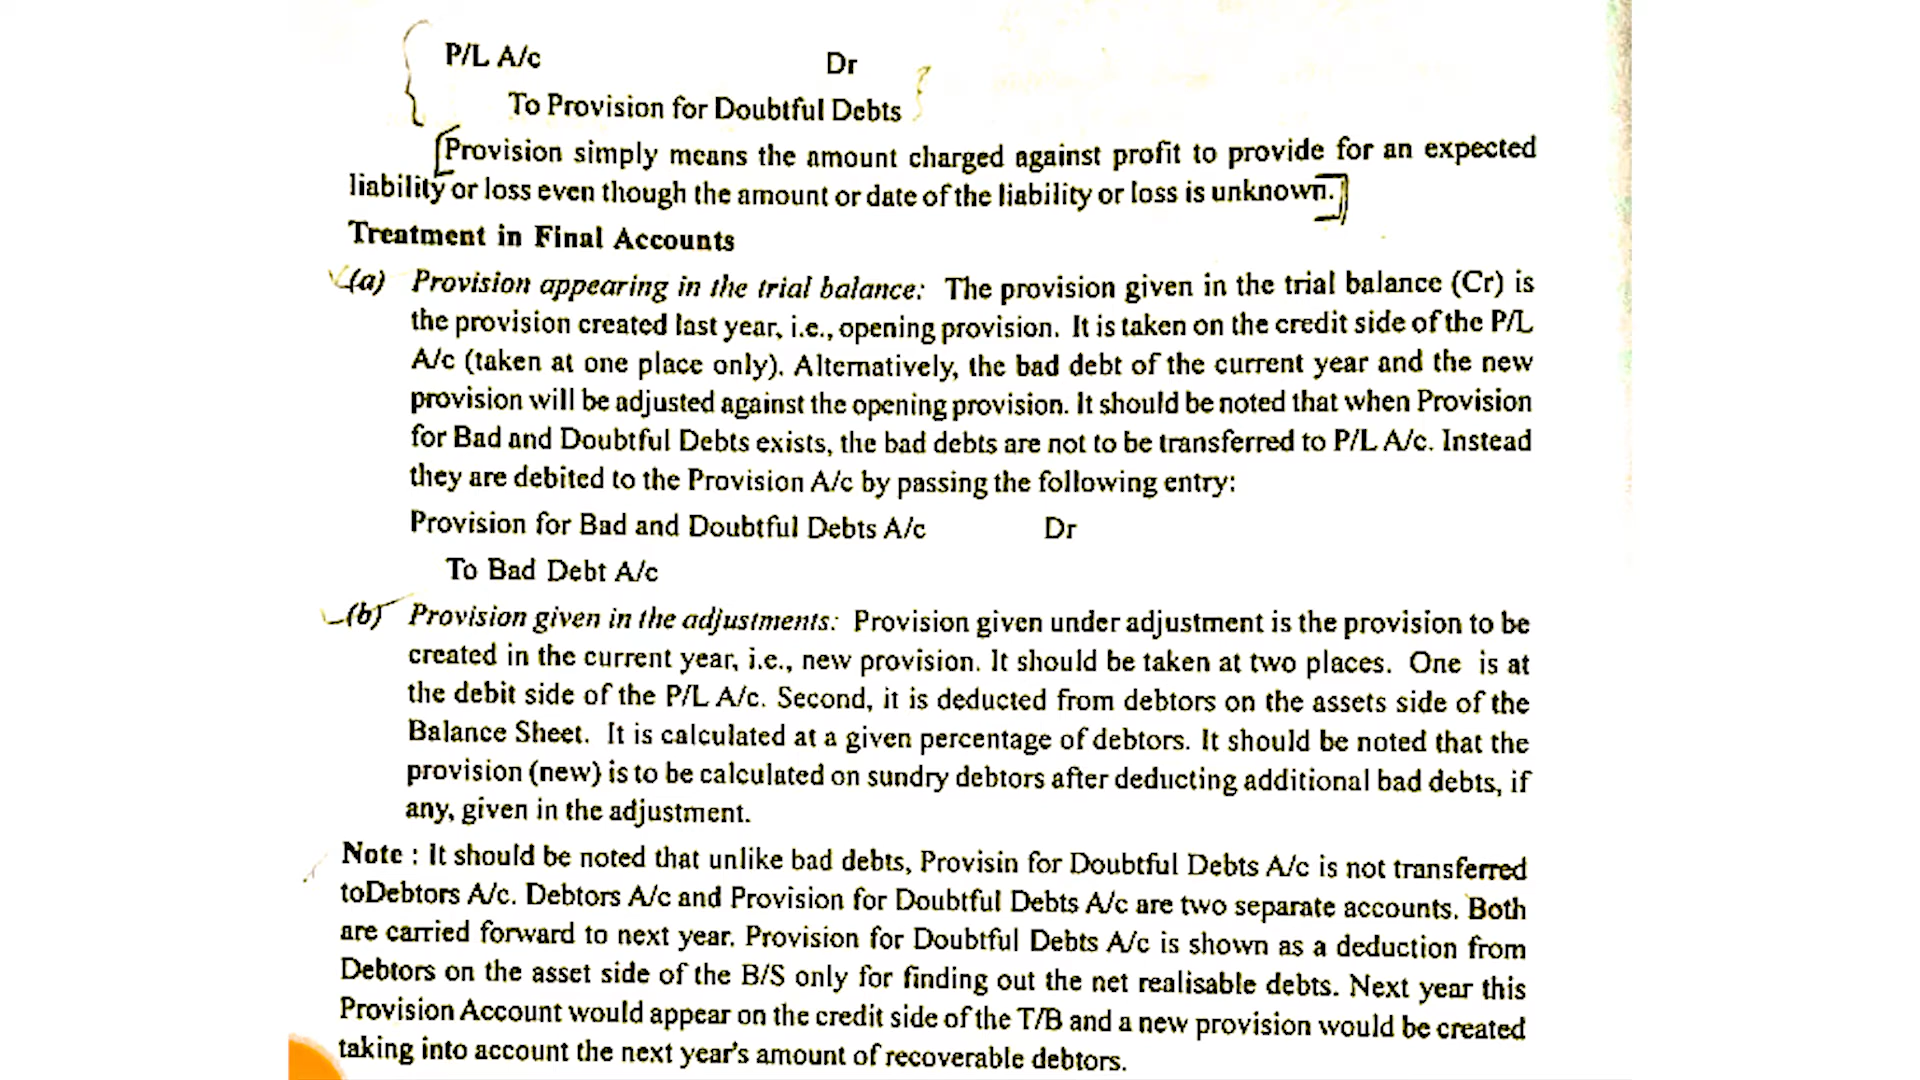 P/L A/c Dr
To Provision for Doubtful Debts
Provision simply means the amount charged against profit to provide for an expected
liability or loss even though the amount or date of the liability or loss is unknown.
Treatment in Final Accounts
(a) Provision appearing in the trial balance: The provision given in the trial balance (Cr) is
the provision created last year, i.e., opening provision. It is taken on the credit side of the P/L
A/c (taken at one place only). Alternatively, the bad debt of the current year and the new
provision will be adjusted against the opening provision. It should be noted that when Provision
for Bad and Doubtful Debts exists, the bad debts are not to be transferred to P/L A/c. Instead
they are debited to the Provision A/c by passing the following entry:
Provision for Bad and Doubtful Debts A/c Dr
To Bad Debt A/c
(b) Provision given in the adjustments: Provision given under adjustment is the provision to be
created in the current year, i.e., new provision. It should be taken at two places. One is at
the debit side of the P/L A/c. Second, it is deducted from debtors on the assets side of the
Balance Sheet. It is calculated at a given percentage of debtors. It should be noted that the
provision (new) is to be calculated on sundry debtors after deducting additional bad debts, if
any, given in the adjustment.
Note : It should be noted that unlike bad debts, Provisin for Doubtful Debts A/c is not transferred
toDebtors A/c. Debtors A/c and Provision for Doubtful Debts A/c are two separate accounts. Both
are carried forward to next year. Provision for Doubtful Debts A/c is shown as a deduction from
Debtors on the asset side of the B/S only for finding out the net realisable debts. Next year this
Provision Account would appear on the credit side of the T/B and a new provision would be created
taking into account the next year's amount of recoverable debtors.